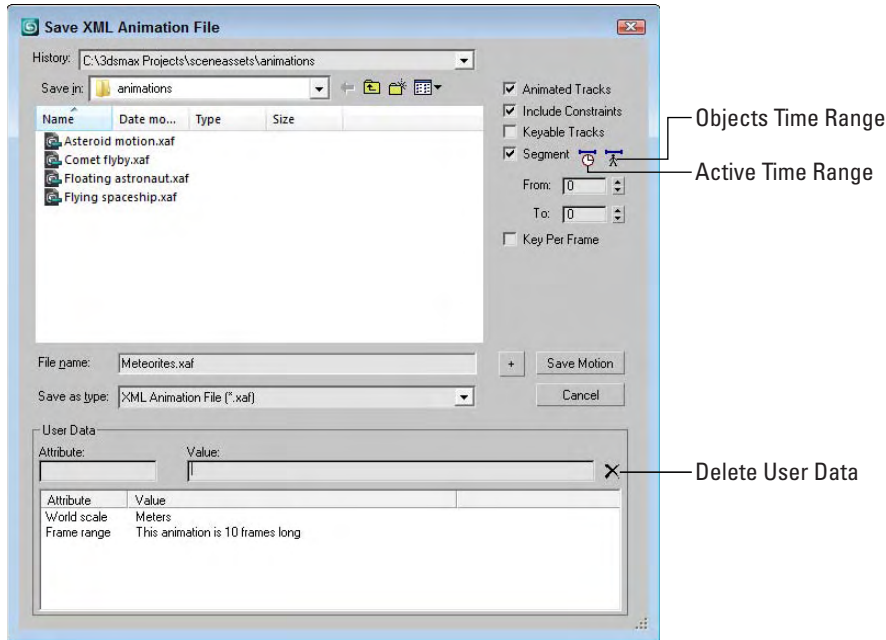 Save XML Animation File
History: C:\3dsmax Projects\sceneassets\animations
Save in: animations
Name Date mo... Type Size
Asteroid motion.xaf
Comet flyby.xaf
Floating astronaut.xaf
Flying spaceship.xaf
Animated Tracks
Include Constraints
Keyable Tracks
Segment
From: 0
To: 0
Key Per Frame
Objects Time Range
Active Time Range
File name: Meteorites.xaf
+ Save Motion
Save as type: XML Animation File (*.xaf)
Cancel
User Data
Attribute: Value:
Delete User Data
Attribute Value
World scale Meters
Frame range This animation is 10 frames long